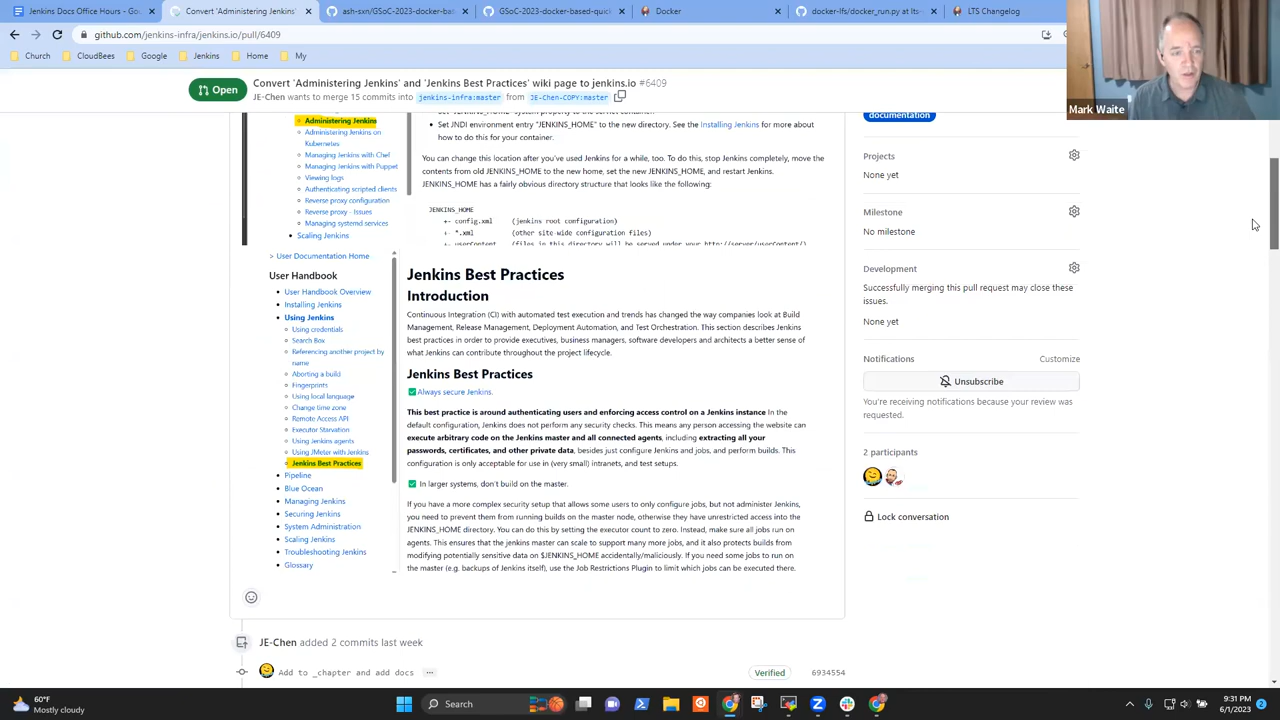 Jenkins Docs Office Hours - Goo
Convert 'Administering Jenkins'
ash-sxn/GSoC-2023-docker-based
GSoC-2023-docker-based-quick
Docker
docker-lfs/docker_run.py at lts-
LTS Changelog
github.com/jenkins-infra/jenkins.io/pull/6409
Church
CloudBees
Google
Jenkins
Home
My
Mark Waite
Open
Convert 'Administering Jenkins' and 'Jenkins Best Practices' wiki page to jenkins.io #6409
JE-Chen wants to merge 15 commits into jenkins-infra:master from JE-Chen-COPY:master
Administering Jenkins
Administering Jenkins on
Kubernetes
Managing Jenkins with Chef
Managing Jenkins with Puppet
Viewing logs
Authenticating scripted clients
Reverse proxy configuration
Reverse proxy - Issues
Managing systemd services
Scaling Jenkins
Set JNDI environment entry "JENKINS_HOME" to the new directory. See the Installing Jenkins for more about
how to do this for your container.
You can change this location after you've used Jenkins for a while, too. To do this, stop Jenkins completely, move the
contents from old JENKINS_HOME to the new home, set the new JENKINS_HOME, and restart Jenkins.
JENKINS_HOME has a fairly obvious directory structure that looks like the following:
JENKINS_HOME
+- config.xml (jenkins root configuration)
+- *.xml (other site-wide configuration files)
+- userContent (files in this directory will be served under your http://server/userContent/)
> User Documentation Home
User Handbook
User Handbook Overview
Installing Jenkins
Using Jenkins
Using credentials
Search Box
Referencing another project by
name
Aborting a build
Fingerprints
Using local language
Change time zone
Remote Access API
Executor Starvation
Using Jenkins agents
Using JMeter with Jenkins
Jenkins Best Practices
Pipeline
Blue Ocean
Managing Jenkins
Securing Jenkins
System Administration
Scaling Jenkins
Troubleshooting Jenkins
Glossary
Jenkins Best Practices
Introduction
Continuous Integration (CI) with automated test execution and trends has changed the way companies look at Build
Management, Release Management, Deployment Automation, and Test Orchestration. This section describes Jenkins
best practices in order to provide executives, business managers, software developers and architects a better sense of
what Jenkins can contribute throughout the project lifecycle.
Jenkins Best Practices
Always secure Jenkins.
This best practice is around authenticating users and enforcing access control on a Jenkins instance In the
default configuration, Jenkins does not perform any security checks. This means any person accessing the website can
execute arbitrary code on the Jenkins master and all connected agents, including extracting all your
passwords, certificates, and other private data, besides just configure Jenkins and jobs, and perform builds. This
configuration is only acceptable for use in (very small) intranets, and test setups.
In larger systems, don't build on the master.
If you have a more complex security setup that allows some users to only configure jobs, but not administer Jenkins,
you need to prevent them from running builds on the master node, otherwise they have unrestricted access into the
JENKINS_HOME directory. You can do this by setting the executor count to zero. Instead, make sure all jobs run on
agents. This ensures that the jenkins master can scale to support many more jobs, and it also protects builds from
modifying potentially sensitive data on $JENKINS_HOME accidentally/maliciously. If you need some jobs to run on
the master (e.g. backups of Jenkins itself), use the Job Restrictions Plugin to limit which jobs can be executed there.
JE-Chen added 2 commits last week
Add to _chapter and add docs
Verified
6934554
documentation
Projects
None yet
Milestone
No milestone
Development
Successfully merging this pull request may close these
issues.
None yet
Notifications
Customize
Unsubscribe
You're receiving notifications because your review was
requested.
2 participants
Lock conversation
60°F
Mostly cloudy
Search
9:31 PM
6/1/2023
2